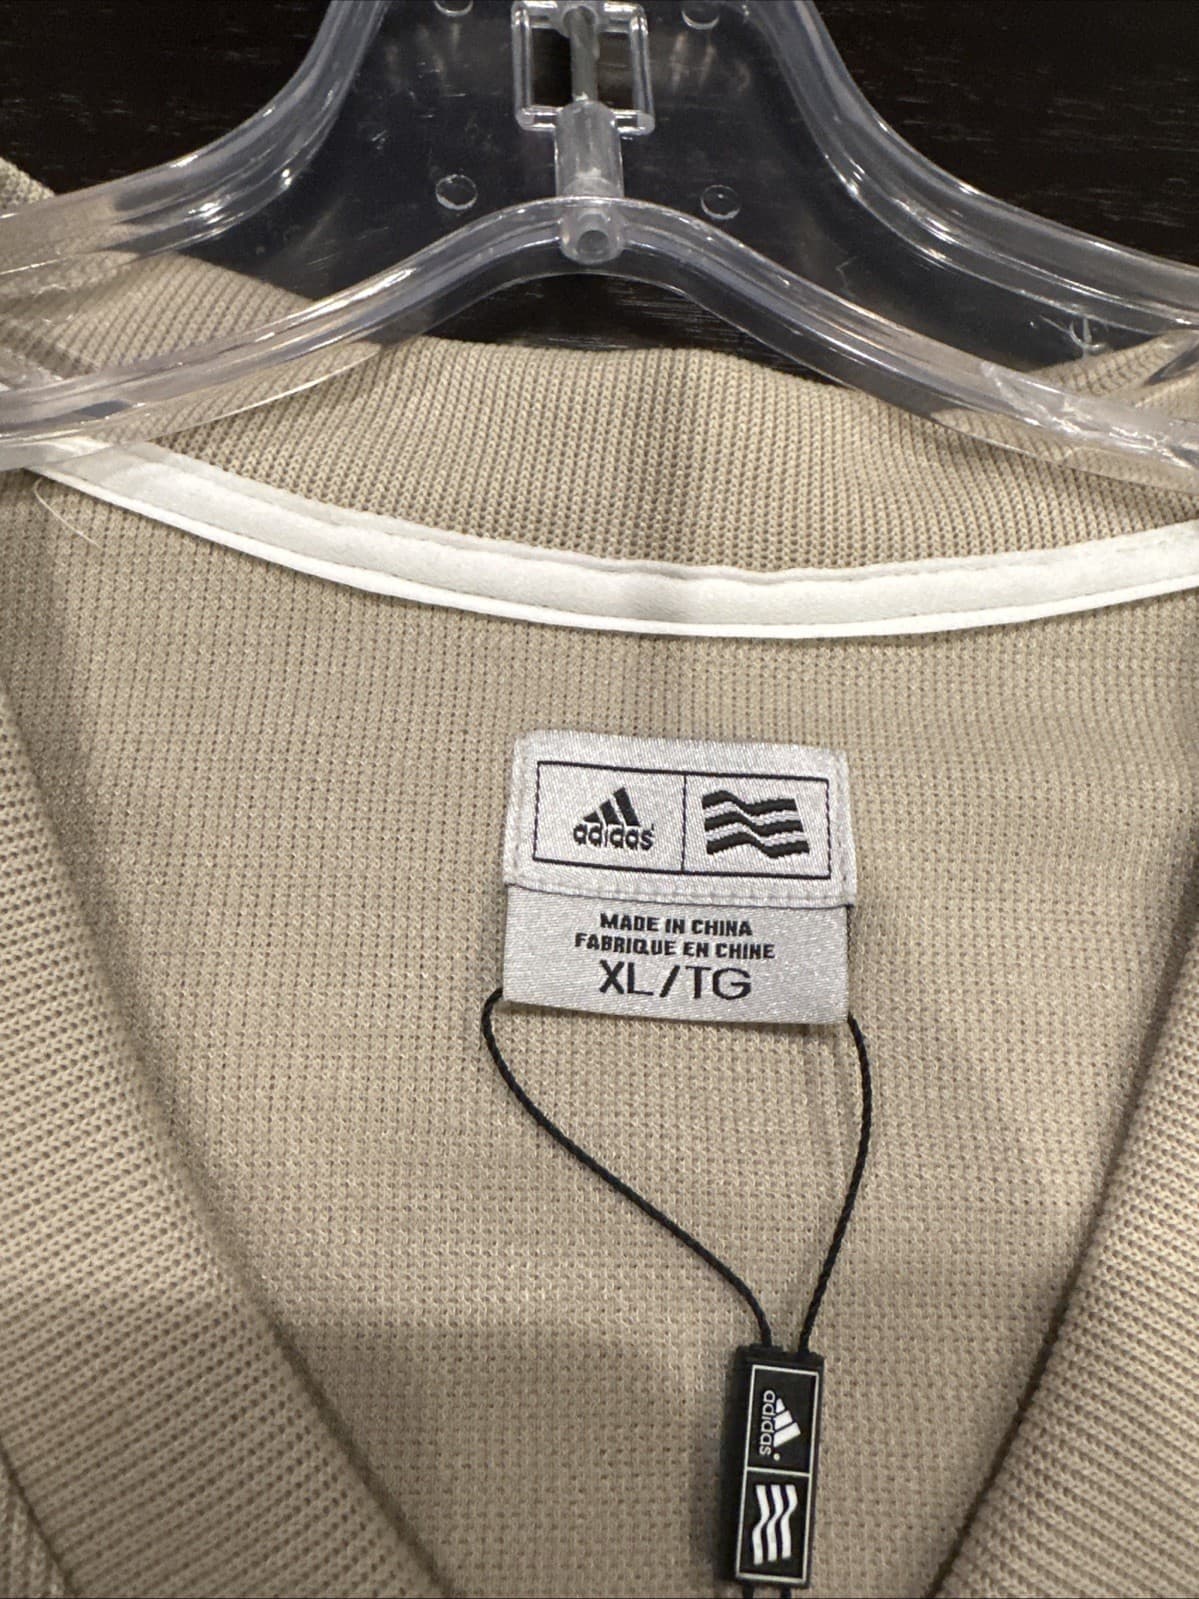 adidas
MADE IN CHINA
FABRIQUE EN CHINE
XL/TG
adidas